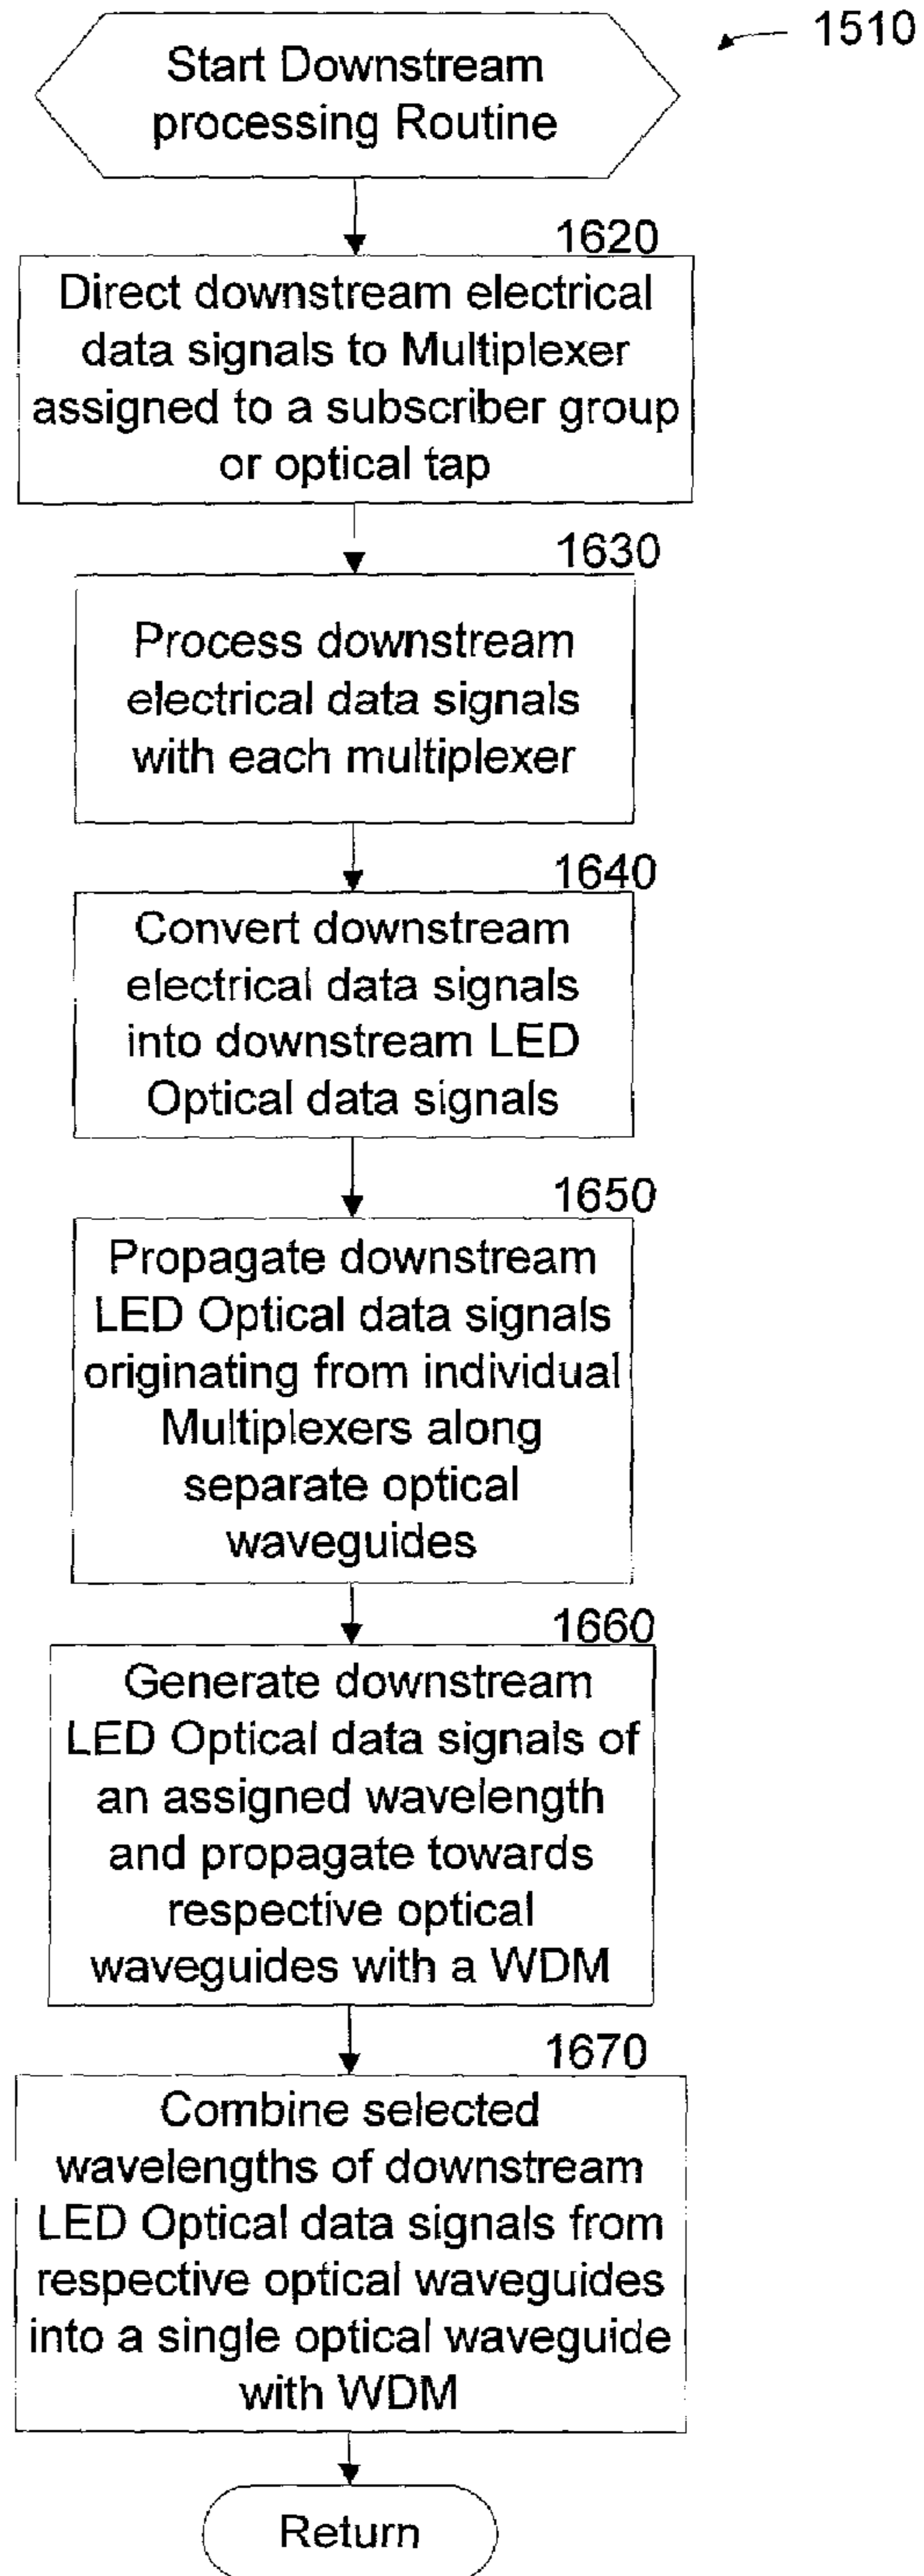 1510
Start Downstream
processing Routine
1620
Direct downstream electrical
data signals to Multiplexer
assigned to a subscriber group
or optical tap
1630
Process downstream
electrical data signals
with each multiplexer
1640
Convert downstream
electrical data signals
into downstream LED
Optical data signals
1650
Propagate downstream
LED Optical data signals
originating from individual
Multiplexers along
separate optical
waveguides
1660
Generate downstream
LED Optical data signals of
an assigned wavelength
and propagate towards
respective optical
waveguides with a WDM
1670
Combine selected
wavelengths of downstream
LED Optical data signals from
respective optical waveguides
into a single optical waveguide
with WDM
Return